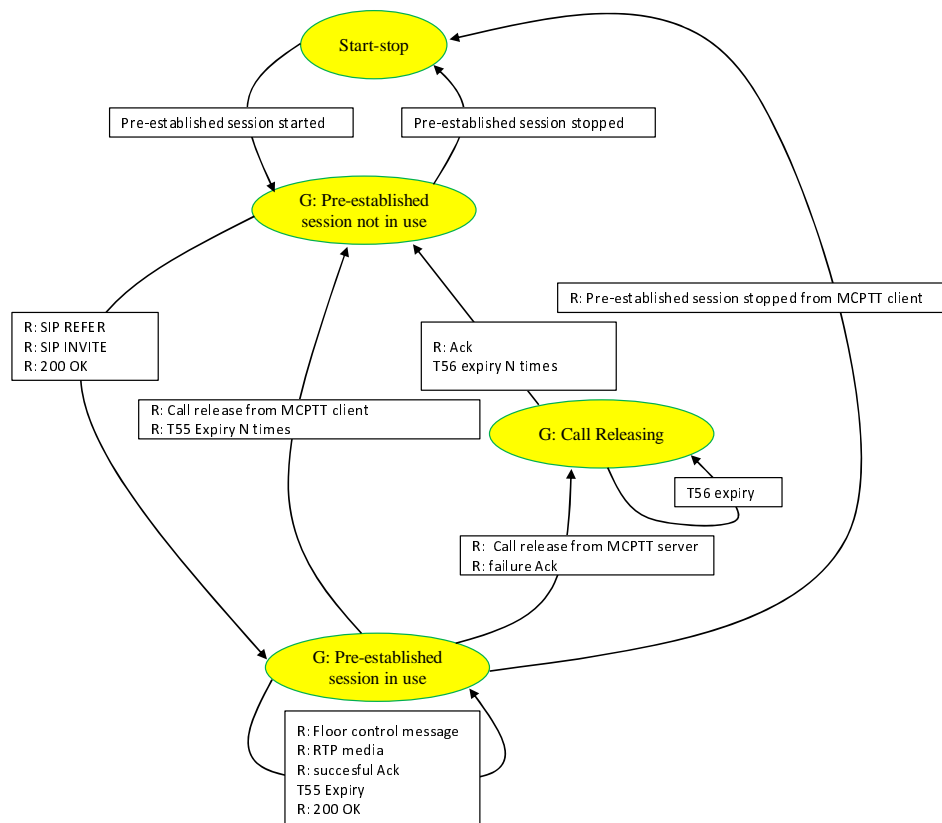 Start-stop
Pre-established session started
Pre-established session stopped
G: Pre-established
session not in use
R: Pre-established session stopped from MCPTT client
R: SIP REFER
R: SIP INVITE
R: 200 OK
R: Ack
T56 expiry N times
R: Call release from MCPTT client
R: T55 Expiry N times
G: Call Releasing
T56 expiry
R: Call release from MCPTT server
R: failure Ack
G: Pre-established
session in use
R: Floor control message
R: RTP media
R: succesful Ack
T55 Expiry
R: 200 OK